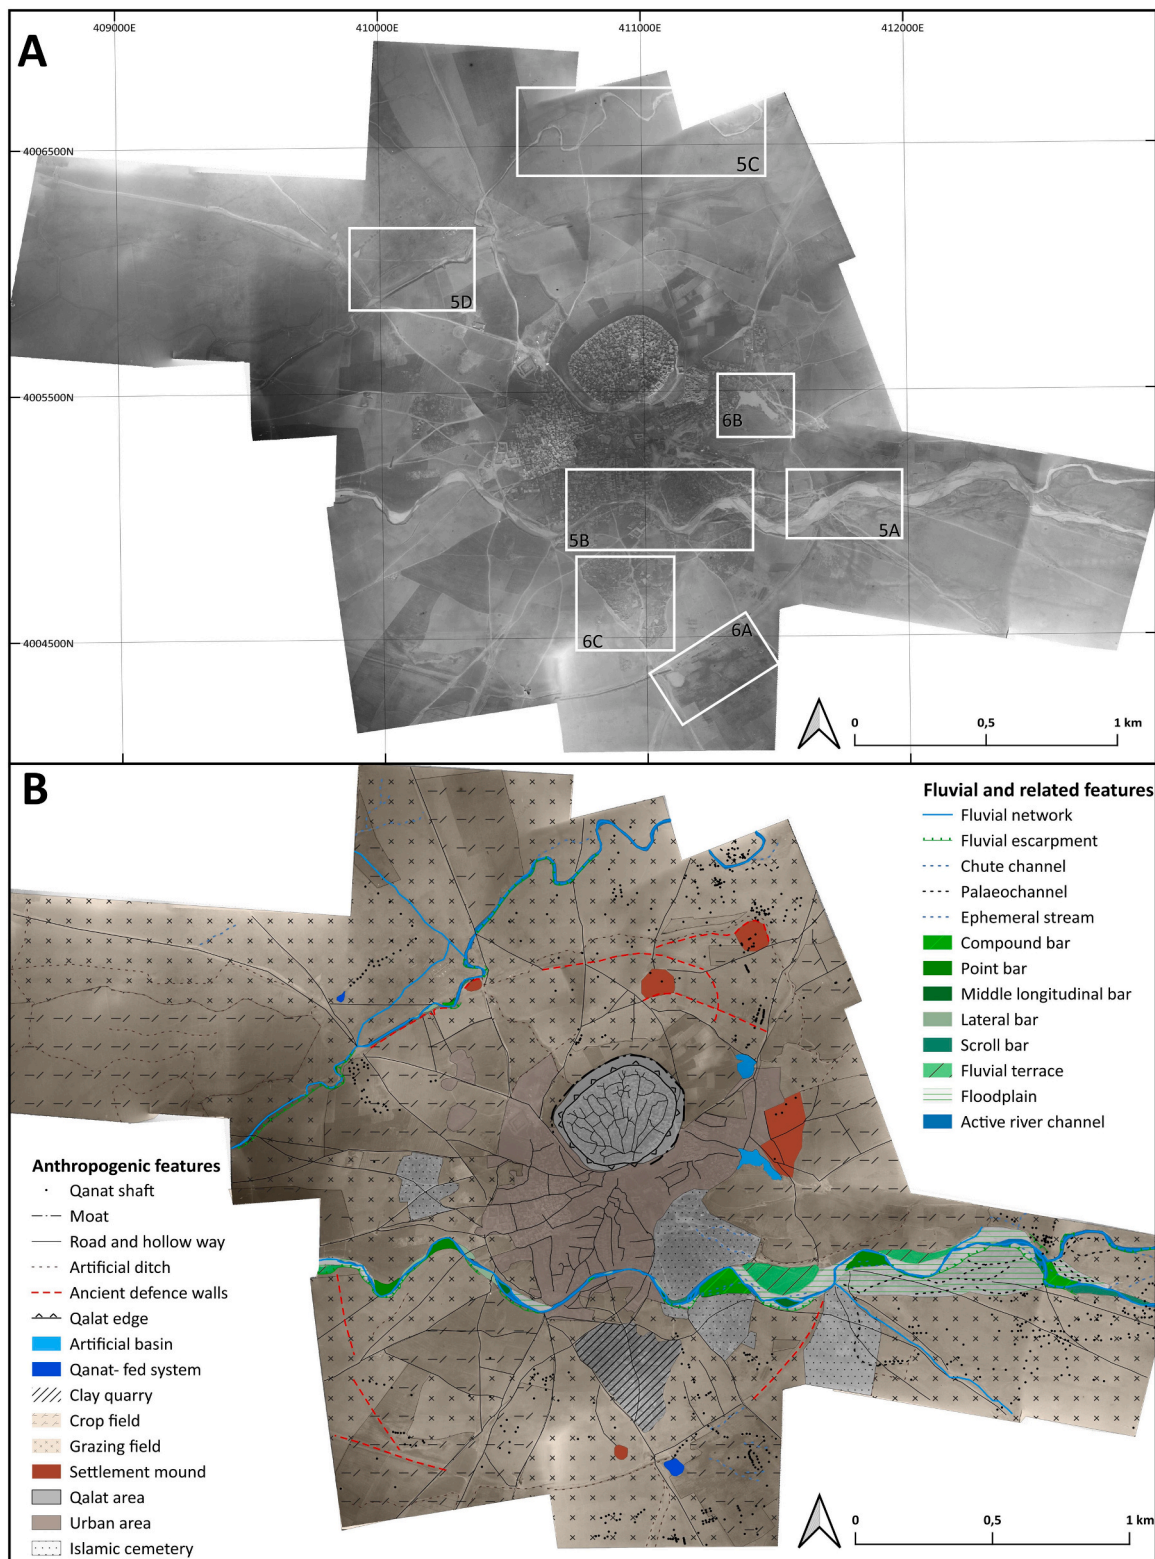 409000E 410000E 411000E 412000E
A
4006500N
5C
5D
4005500N
6B
5B
5A
6C
6A
4004500N
0 0,5 1 km
B
Fluvial and related features
Fluvial network
Fluvial escarpment
Chute channel
Palaeochannel
Ephemeral stream
Compound bar
Point bar
Middle longitudinal bar
Lateral bar
Scroll bar
Fluvial terrace
Floodplain
Active river channel
Anthropogenic features
Qanat shaft
Moat
Road and hollow way
Artificial ditch
Ancient defence walls
Qalat edge
Artificial basin
Qanat- fed system
Clay quarry
Crop field
Grazing field
Settlement mound
Qalat area
Urban area
Islamic cemetery
0 0,5 1 km